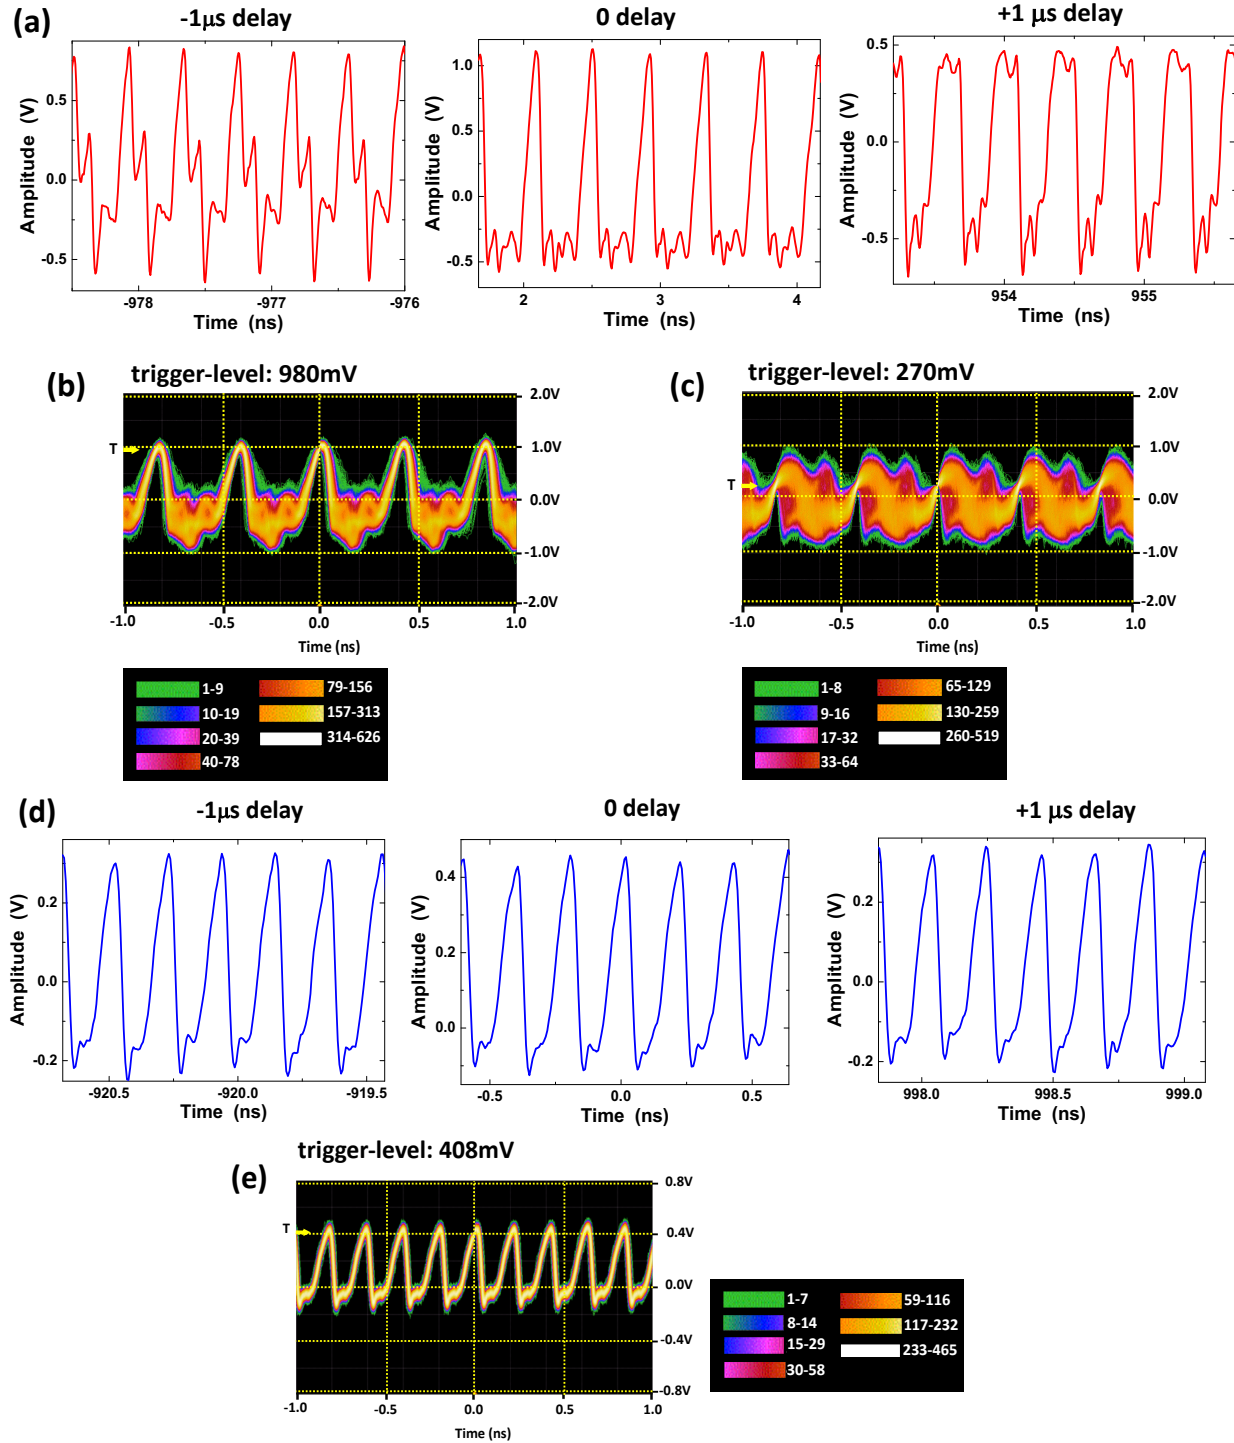 (a)
-1μs delay
0 delay
+1 μs delay
Amplitude (V)
0.5
0.0
-0.5
-978
-977
-976
Time (ns)
Amplitude (V)
1.0
0.5
0.0
-0.5
2
3
4
Time (ns)
Amplitude (V)
0.5
0.0
-0.5
954
955
Time (ns)
(b)
trigger-level: 980mV
T
2.0V
1.0V
0.0V
-1.0V
-2.0V
-1.0
-0.5
0.0
0.5
1.0
Time (ns)
1-9
10-19
20-39
40-78
79-156
157-313
314-626
(c)
trigger-level: 270mV
T
2.0V
1.0V
0.0V
-1.0V
-2.0V
-1.0
-0.5
0.0
0.5
1.0
Time (ns)
1-8
9-16
17-32
33-64
65-129
130-259
260-519
(d)
-1μs delay
0 delay
+1 μs delay
Amplitude (V)
0.2
0.0
-0.2
-920.5
-920.0
-919.5
Time (ns)
Amplitude (V)
0.4
0.2
0.0
-0.5
0.0
0.5
Time (ns)
Amplitude (V)
0.2
0.0
-0.2
998.0
998.5
999.0
Time (ns)
(e)
trigger-level: 408mV
T
0.8V
0.4V
0.0V
-0.4V
-0.8V
-1.0
-0.5
0.0
0.5
1.0
Time (ns)
1-7
8-14
15-29
30-58
59-116
117-232
233-465